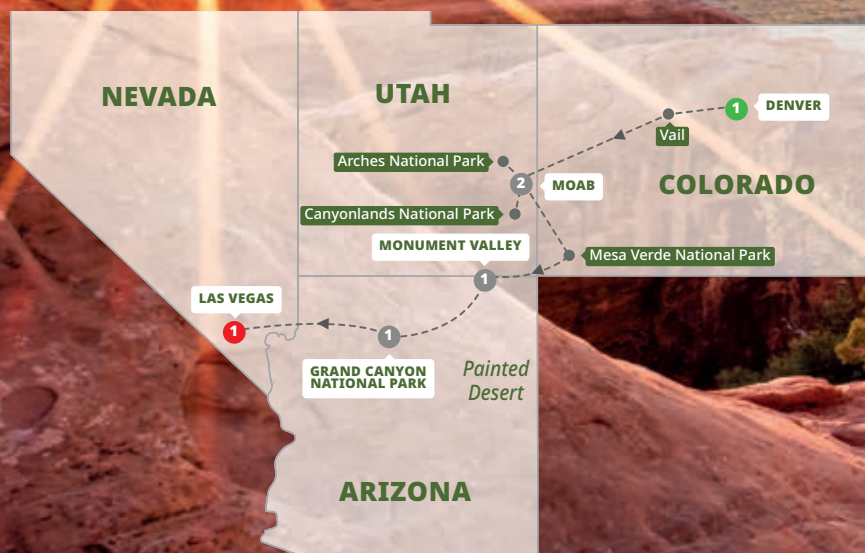 NEVADA
UTAH
1
DENVER
Vail
Arches National Park
2
MOAB
COLORADO
Canyonlands National Park
MONUMENT VALLEY
Mesa Verde National Park
1
LAS VEGAS
1
1
GRAND CANYON
NATIONAL PARK
Painted
Desert
ARIZONA